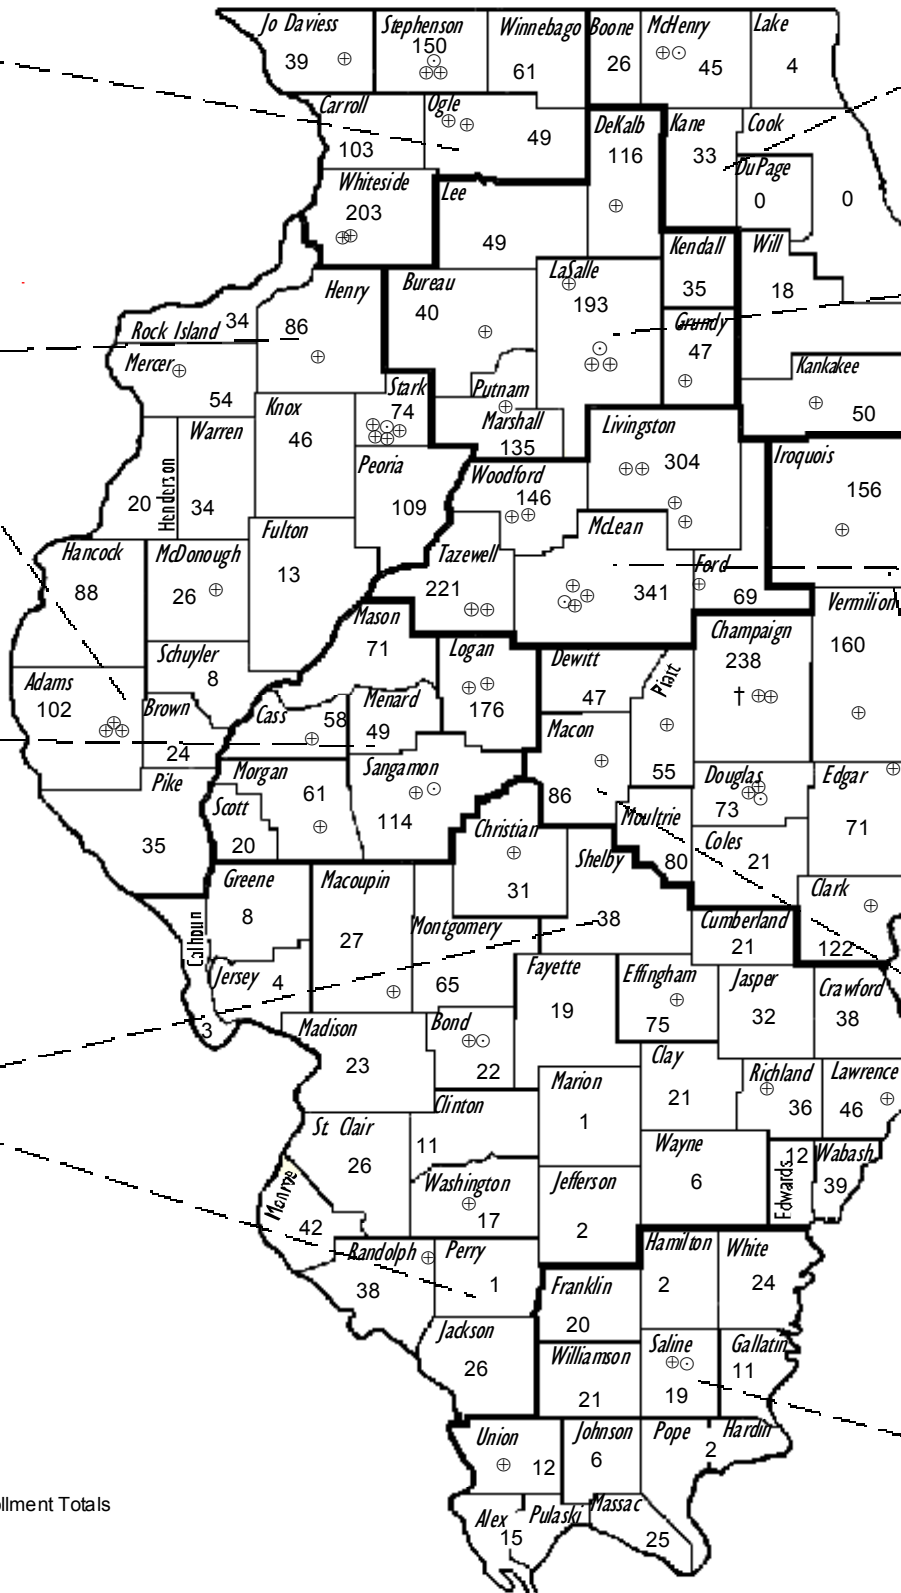 Jo Daviess
39
Stephenson
150
Winnebago
61
Boone
26
McHenry
45
Lake
4
Carroll
103
Ogle
49
DeKalb
116
Kane
33
Cook
0
DuPage
0
Whiteside
203
Lee
49
Kendall
35
Will
18
Henry
86
Bureau
40
LaSalle
193
Grundy
47
Rock Island 34
Mercer
54
Kankakee
50
Knox
46
Stark
74
Putnam
Marshall
135
Livingston
304
Iroquois
156
Henderson
20
Warren
34
Peoria
109
Woodford
146
McLean
341
Ford
69
Hancock
88
McDonough
26
Fulton
13
Tazewell
221
Vermilion
160
Mason
71
Logan
176
Dewitt
47
Piatt
55
Champaign
238
†
Schuyler
8
Adams
102
Brown
24
Cass
58
Menard
49
Macon
86
Pike
35
Morgan
61
Scott
20
Sangamon
114
Christian
31
Moultrie
80
Douglas
73
Edgar
71
Coles
21
Shelby
38
Clark
122
Greene
8
Macoupin
27
Montgomery
65
Cumberland
21
Calhoun
3
Jersey
4
Fayette
19
Effingham
75
Jasper
32
Crawford
38
Madison
23
Bond
22
Clay
21
Richland
36
Lawrence
46
Marion
1
Clinton
11
St Clair
26
Wayne
6
Edwards
12
Wabash
39
Washington
17
Jefferson
2
Monroe
42
Randolph
38
Perry
1
Hamilton
2
White
24
Franklin
20
Jackson
26
Williamson
21
Saline
19
Gallatin
11
Union
12
Johnson
6
Pope
2
Hardin
Alex
15
Pulaski
Massac
25
llment Totals